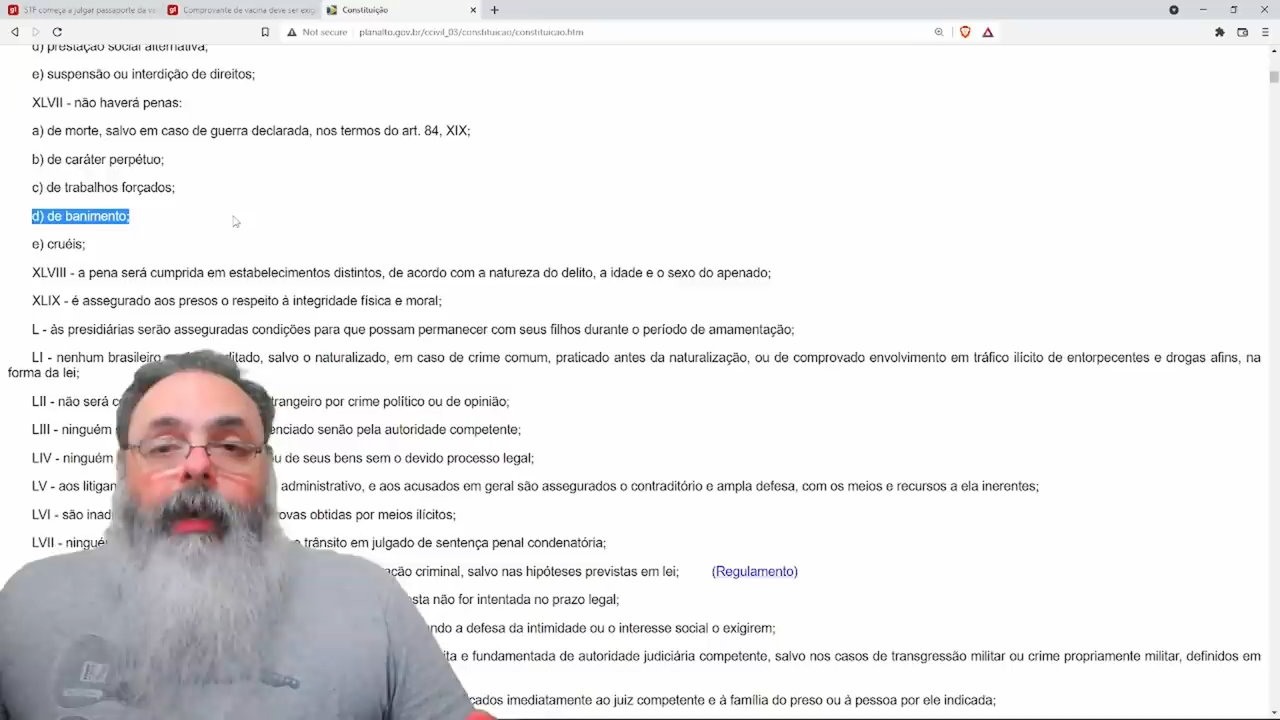 STF começa a julgar passaporte da va
Comprovante de vacina deve ser exig
Constituição
Not secure
planalto.gov.br/ccivil_03/constituicao/constituicao.htm
d) prestação social alternativa;
e) suspensão ou interdição de direitos;
XLVII - não haverá penas:
a) de morte, salvo em caso de guerra declarada, nos termos do art. 84, XIX;
b) de caráter perpétuo;
c) de trabalhos forçados;
d) de banimento;
e) cruéis;
XLVIII - a pena será cumprida em estabelecimentos distintos, de acordo com a natureza do delito, a idade e o sexo do apenado;
XLIX - é assegurado aos presos o respeito à integridade física e moral;
L - às presidiárias serão asseguradas condições para que possam permanecer com seus filhos durante o período de amamentação;
LI - nenhum brasileiro ditado, salvo o naturalizado, em caso de crime comum, praticado antes da naturalização, ou de comprovado envolvimento em tráfico ilícito de entorpecentes e drogas afins, na
forma da lei;
LII - não será trangeiro por crime político ou de opinião;
LIII - ninguém enciado senão pela autoridade competente;
LIV - ninguém ou de seus bens sem o devido processo legal;
LV - aos litigan administrativo, e aos acusados em geral são assegurados o contraditório e ampla defesa, com os meios e recursos a ela inerentes;
LVI - são inad rovas obtidas por meios ilícitos;
LVII - ningué trânsito em julgado de sentença penal condenatória;
ação criminal, salvo nas hipóteses previstas em lei; (Regulamento)
sta não for intentada no prazo legal;
ndo a defesa da intimidade ou o interesse social o exigirem;
ita e fundamentada de autoridade judiciária competente, salvo nos casos de transgressão militar ou crime propriamente militar, definidos em
cados imediatamente ao juiz competente e à família do preso ou à pessoa por ele indicada;